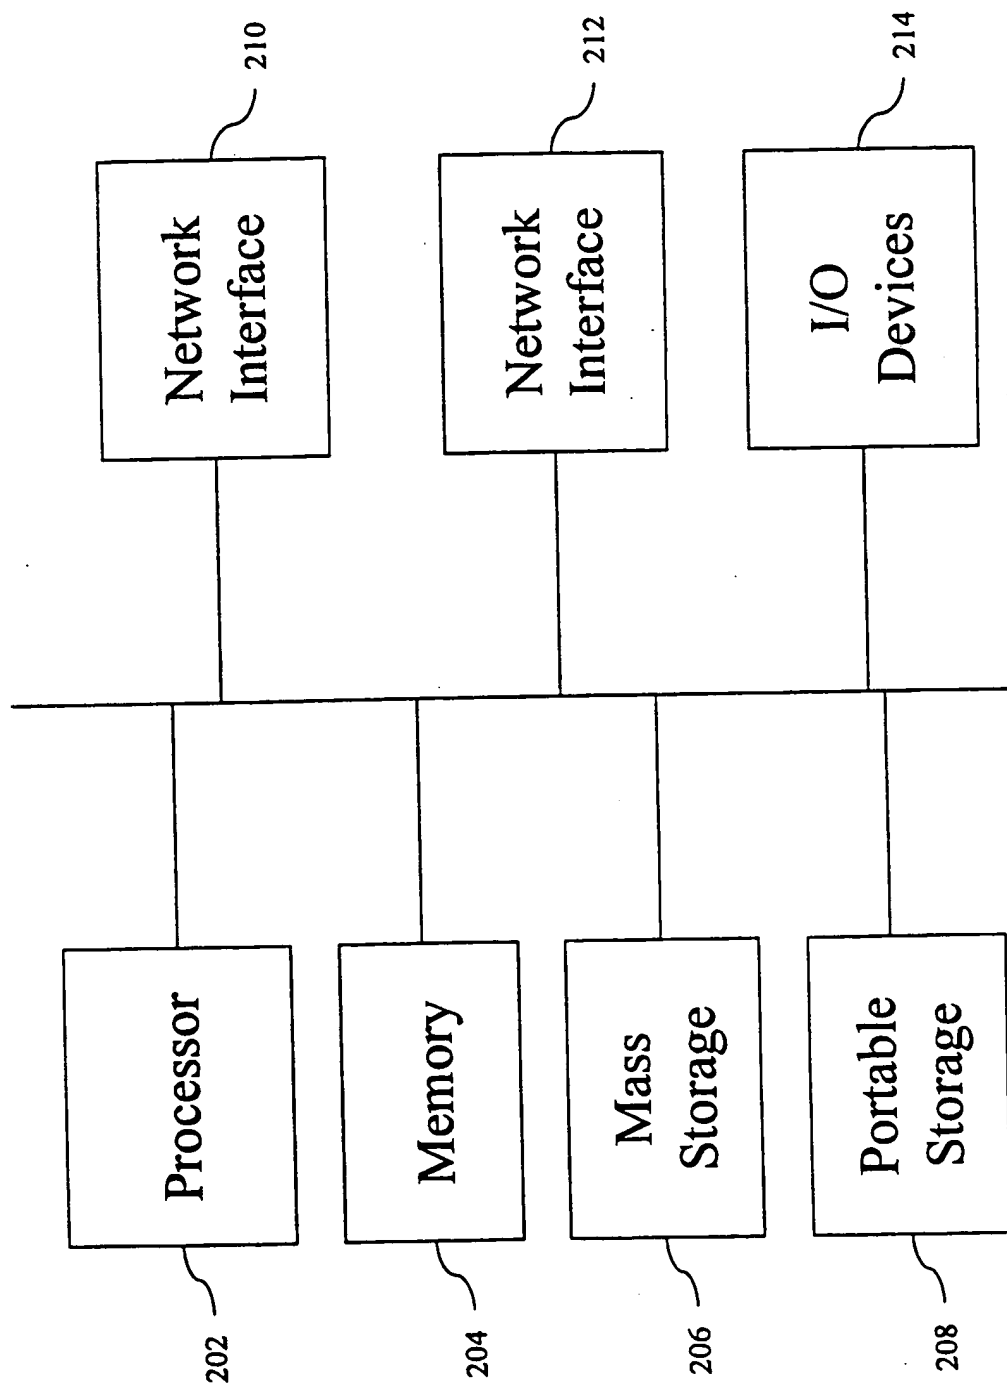 202
Processor
204
Memory
206
Mass
Storage
208
Portable
Storage
210
Network
Interface
212
Network
Interface
214
I/O
Devices